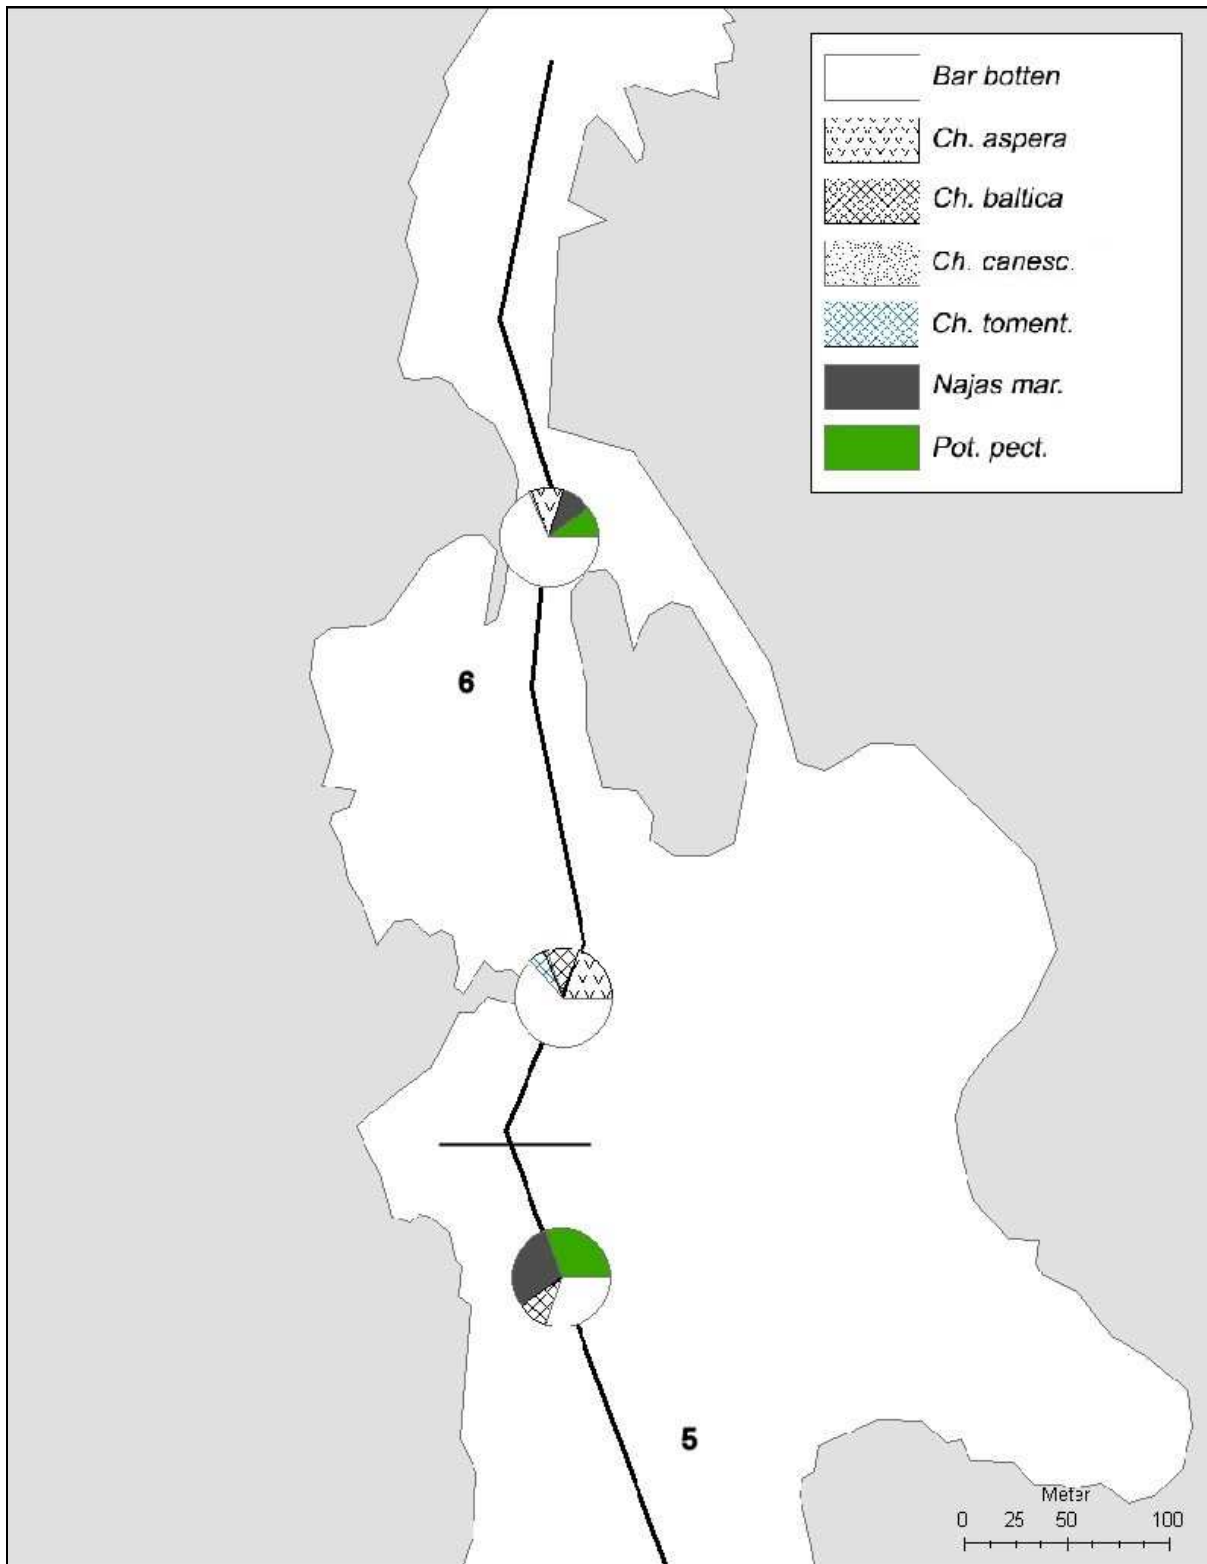 Bar botten
Ch. aspera
Ch. baltica
Ch. canesc.
Ch. toment.
Najas mar.
Pot. pect.
6
5
Meter
0 25 50 100